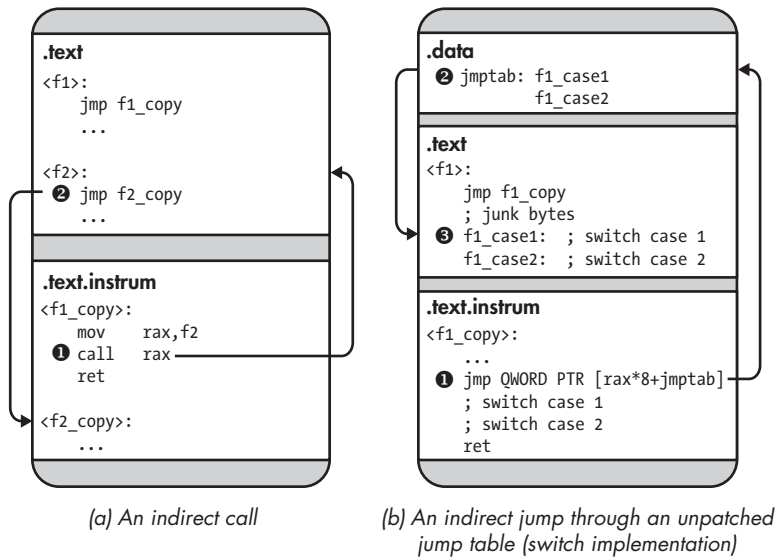 .text
<f1>:
jmp f1_copy
...
<f2>:
❷ jmp f2_copy
...
.text.instrum
<f1_copy>:
mov rax,f2
❶ call rax
ret
<f2_copy>:
...
(a) An indirect call
.data
❷ jmptab: f1_case1
f1_case2
.text
<f1>:
jmp f1_copy
; junk bytes
❸ f1_case1: ; switch case 1
f1_case2: ; switch case 2
.text.instrum
<f1_copy>:
...
❶ jmp QWORD PTR [rax*8+jmptab]
; switch case 1
; switch case 2
ret
(b) An indirect jump through an unpatched
jump table (switch implementation)